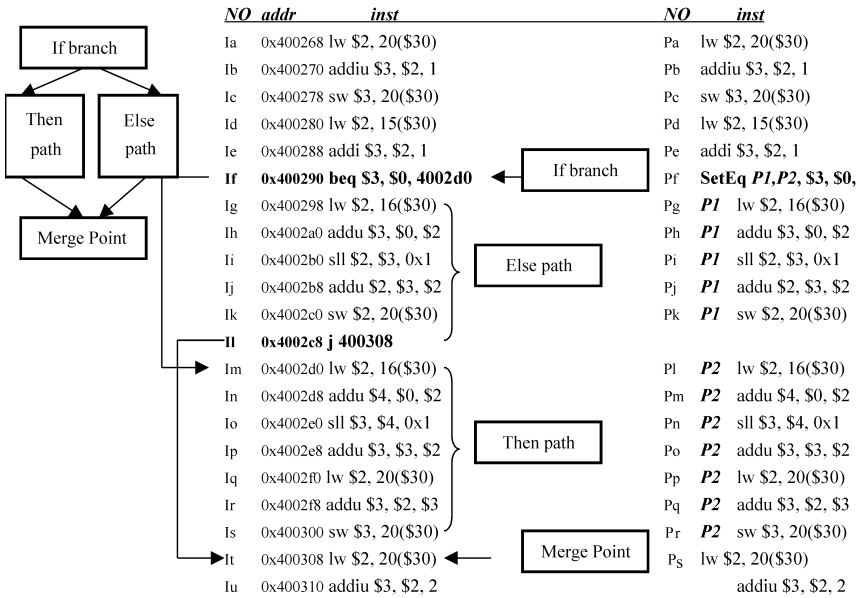 NO addr inst NO inst
If branch
Then path
Else path
Merge Point
Ia 0x400268 lw $2, 20($30) Pa lw $2, 20($30)
Ib 0x400270 addiu $3, $2, 1 Pb addiu $3, $2, 1
Ic 0x400278 sw $3, 20($30) Pc sw $3, 20($30)
Id 0x400280 lw $2, 15($30) Pd lw $2, 15($30)
Ie 0x400288 addi $3, $2, 1 Pe addi $3, $2, 1
If 0x400290 beq $3, $0, 4002d0 If branch Pf SetEq P1,P2, $3, $0,
Ig 0x400298 lw $2, 16($30) Pg P1 lw $2, 16($30)
Ih 0x4002a0 addu $3, $0, $2 Ph P1 addu $3, $0, $2
Ii 0x4002b0 sll $2, $3, 0x1 Else path Pi P1 sll $2, $3, 0x1
Ij 0x4002b8 addu $2, $3, $2 Pj P1 addu $2, $3, $2
Ik 0x4002c0 sw $2, 20($30) Pk P1 sw $2, 20($30)
Il 0x4002c8 j 400308
Im 0x4002d0 lw $2, 16($30) Pl P2 lw $2, 16($30)
In 0x4002d8 addu $4, $0, $2 Pm P2 addu $4, $0, $2
Io 0x4002e0 sll $3, $4, 0x1 Pn P2 sll $3, $4, 0x1
Ip 0x4002e8 addu $3, $3, $2 Then path Po P2 addu $3, $3, $2
Iq 0x4002f0 lw $2, 20($30) Pp P2 lw $2, 20($30)
Ir 0x4002f8 addu $3, $2, $3 Pq P2 addu $3, $2, $3
Is 0x400300 sw $3, 20($30) Pr P2 sw $3, 20($30)
It 0x400308 lw $2, 20($30) Merge Point Ps lw $2, 20($30)
Iu 0x400310 addiu $3, $2, 2 addiu $3, $2, 2